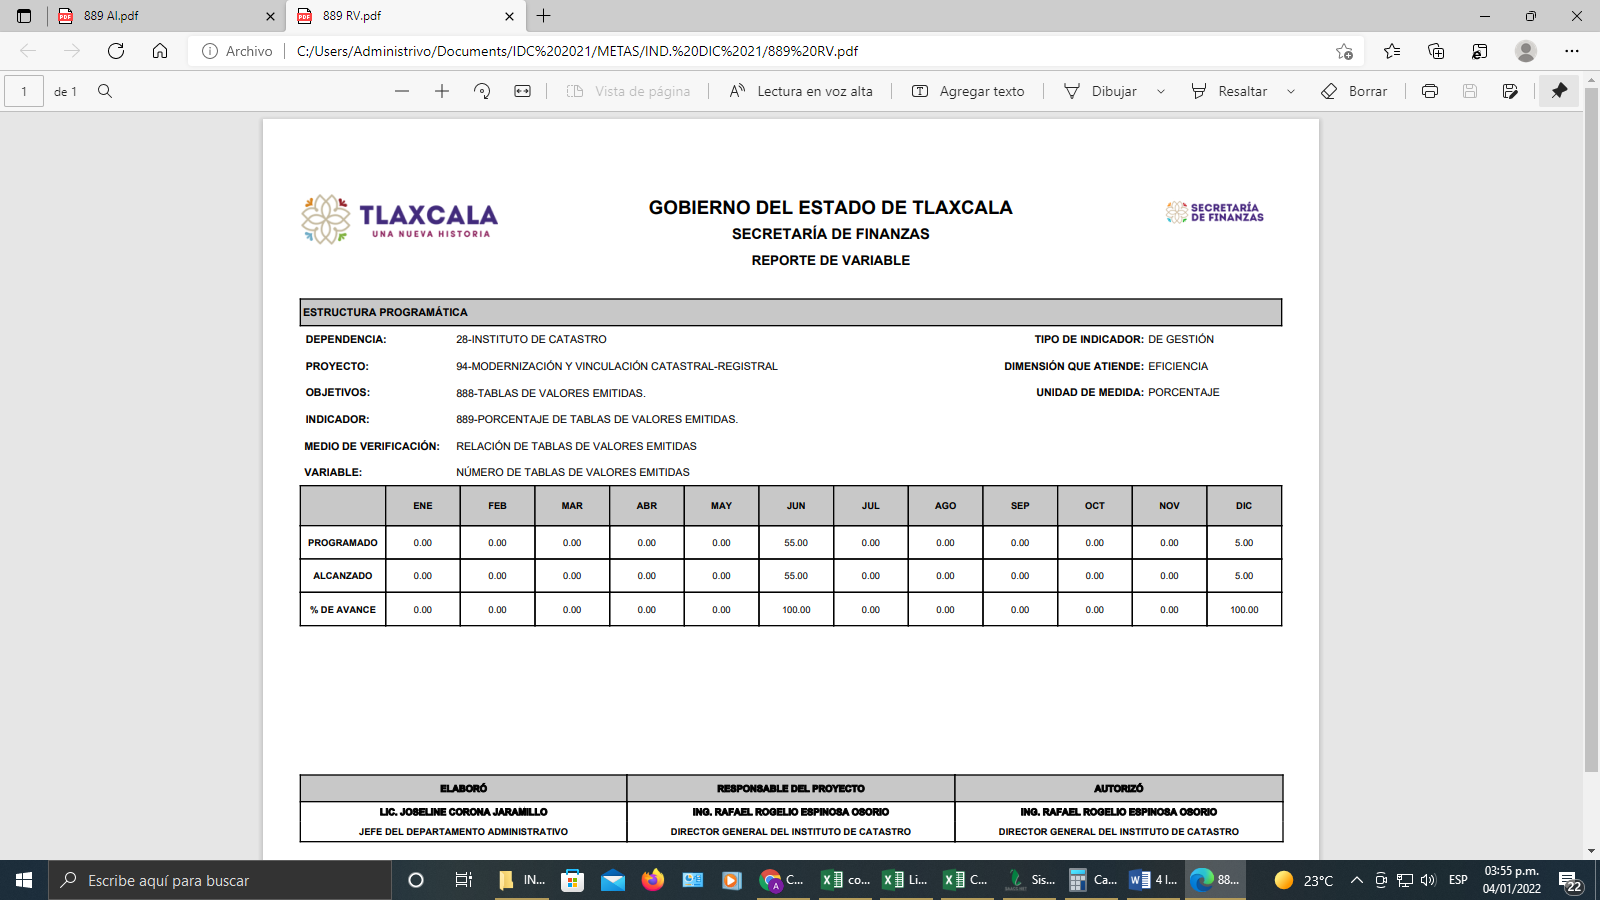 889 AI.pdf
889 RV.pdf
Archivo
C:/Users/Administrivo/Documents/IDC%202021/METAS/IND.%20DIC%2021/889%20RV.pdf
1 de 1
Vista de página
Lectura en voz alta
Agregar texto
Dibujar
Resaltar
Borrar
TLAXCALA
UNA NUEVA HISTORIA
GOBIERNO DEL ESTADO DE TLAXCALA
SECRETARÍA DE FINANZAS
REPORTE DE VARIABLE
SECRETARÍA
DE FINANZAS
ESTRUCTURA PROGRAMÁTICA
DEPENDENCIA: 28-INSTITUTO DE CATASTRO TIPO DE INDICADOR: DE GESTIÓN
PROYECTO: 94-MODERNIZACIÓN Y VINCULACIÓN CATASTRAL-REGISTRAL DIMENSIÓN QUE ATIENDE: EFICIENCIA
OBJETIVOS: 888-TABLAS DE VALORES EMITIDAS. UNIDAD DE MEDIDA: PORCENTAJE
INDICADOR: 889-PORCENTAJE DE TABLAS DE VALORES EMITIDAS.
MEDIO DE VERIFICACIÓN: RELACIÓN DE TABLAS DE VALORES EMITIDAS
VARIABLE: NÚMERO DE TABLAS DE VALORES EMITIDAS
ENE FEB MAR ABR MAY JUN JUL AGO SEP OCT NOV DIC
PROGRAMADO 0.00 0.00 0.00 0.00 0.00 55.00 0.00 0.00 0.00 0.00 0.00 5.00
ALCANZADO 0.00 0.00 0.00 0.00 0.00 55.00 0.00 0.00 0.00 0.00 0.00 5.00
% DE AVANCE 0.00 0.00 0.00 0.00 0.00 100.00 0.00 0.00 0.00 0.00 0.00 100.00
ELABORÓ RESPONSABLE DEL PROYECTO AUTORIZÓ
LIC. JOSELINE CORONA JARAMILLO ING. RAFAEL ROGELIO ESPINOSA OSORIO ING. RAFAEL ROGELIO ESPINOSA OSORIO
JEFE DEL DEPARTAMENTO ADMINISTRATIVO DIRECTOR GENERAL DEL INSTITUTO DE CATASTRO DIRECTOR GENERAL DEL INSTITUTO DE CATASTRO
Escribe aquí para buscar
IN...
C...
co...
Li...
C...
Sis...
Ca...
4 I...
88...
23°C
ESP
03:55 p.m.
04/01/2022
22